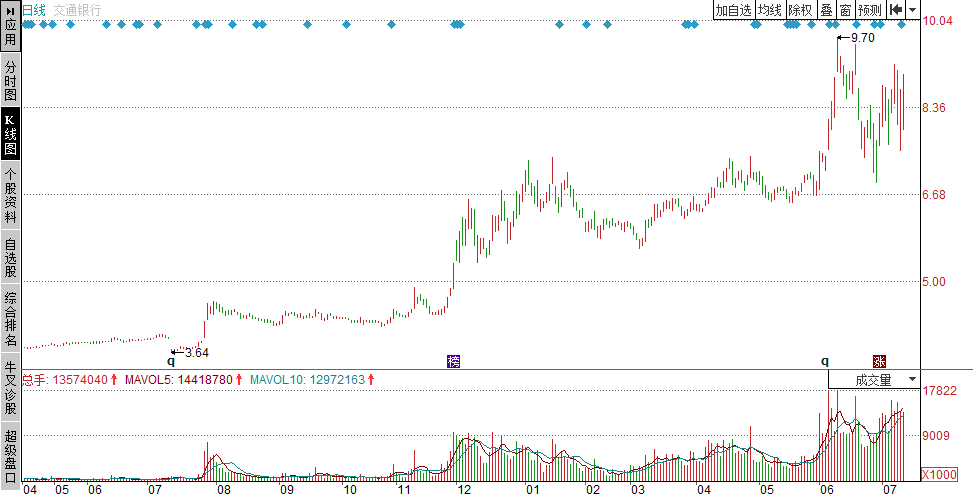 日线 交通银行
加自选 均线 除权 叠 窗 预测
应用
分时图
K线图
个股资料
自选股
综合排名
牛叉诊股
超级盘口
10.04
9.70
8.36
6.68
5.00
3.64
q
榜
q
涨
总手: 13574040 MAVOL5: 14418780 MAVOL10: 12972163
成交量
17822
9009
X1000
04 05 06 07 08 09 10 11 12 01 02 03 04 05 06 07